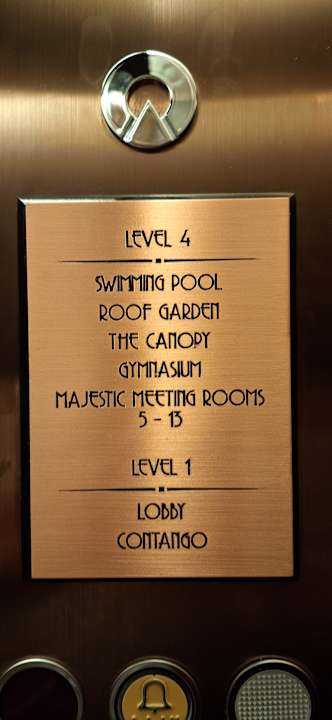 LEVEL 4
SWIMMING POOL
ROOF GARDEN
THE CANOPY
GYMNASIUM
MAJESTIC MEETING ROOMS
5 - 13
LEVEL 1
LOBBY
CONTANGO